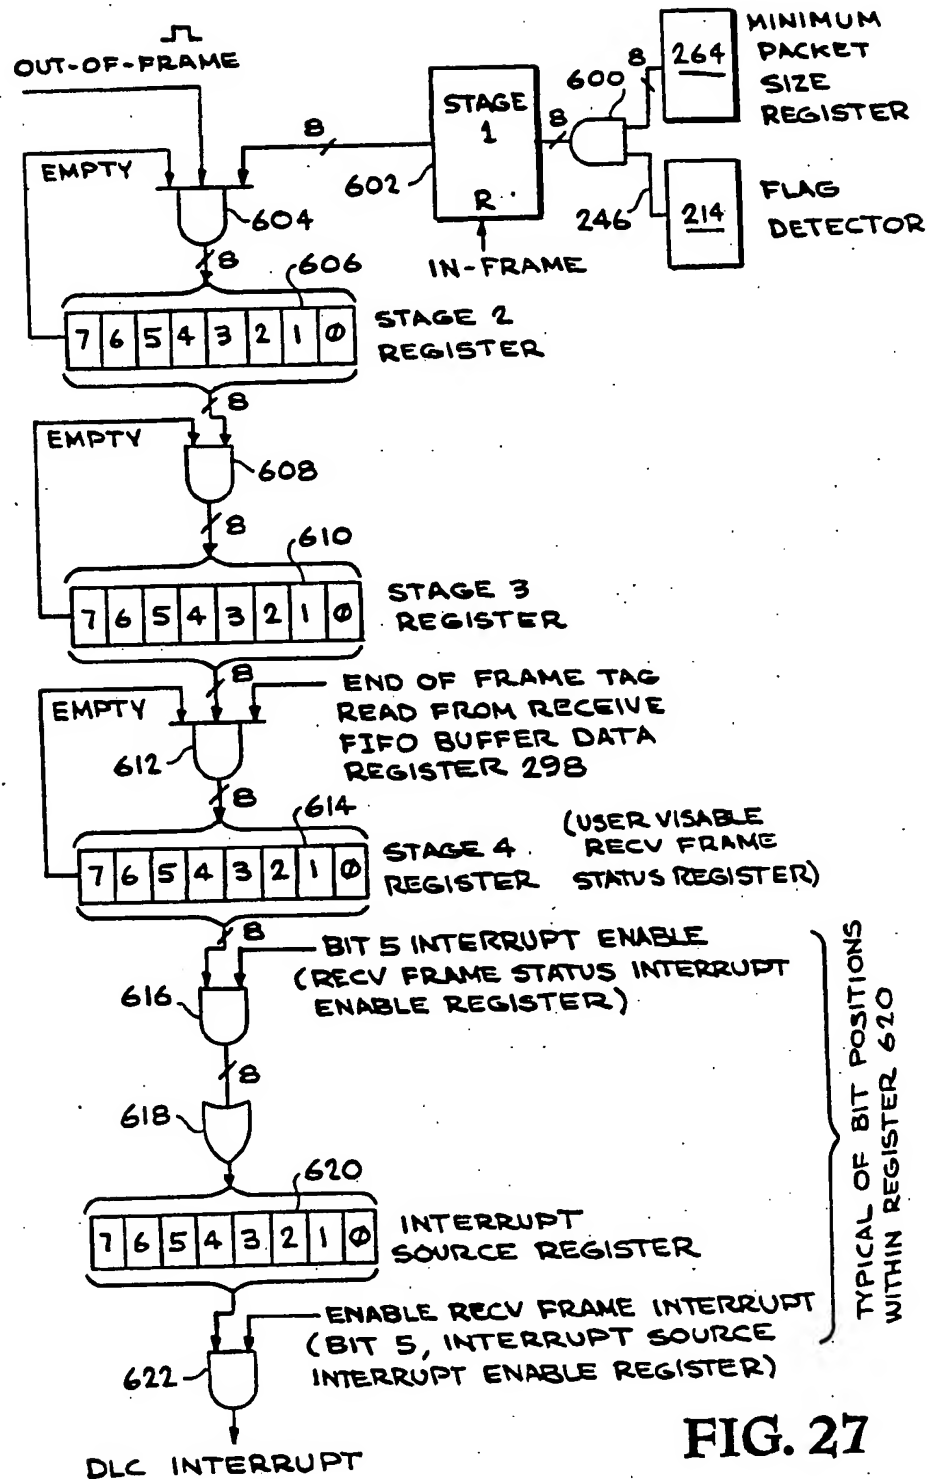 OUT-OF-FRAME
EMPTY
8
604
8
606
7 6 5 4 3 2 1 0
STAGE 2
REGISTER
8
602
STAGE
1
R
IN-FRAME
8
600
8
246
264
MINIMUM
PACKET
SIZE
REGISTER
214
FLAG
DETECTOR
EMPTY
608
8
610
7 6 5 4 3 2 1 0
STAGE 3
REGISTER
8
EMPTY
END OF FRAME TAG
READ FROM RECEIVE
FIFO BUFFER DATA
REGISTER 298
612
8
614
7 6 5 4 3 2 1 0
STAGE 4
REGISTER
(USER VISABLE
RECV FRAME
STATUS REGISTER)
8
BIT 5 INTERRUPT ENABLE
(RECV FRAME STATUS INTERRUPT
ENABLE REGISTER)
616
8
618
620
7 6 5 4 3 2 1 0
INTERRUPT
SOURCE REGISTER
ENABLE RECV FRAME INTERRUPT
(BIT 5, INTERRUPT SOURCE
INTERRUPT ENABLE REGISTER)
622
DLC INTERRUPT
TYPICAL OF BIT POSITIONS
WITHIN REGISTER 620
FIG. 27